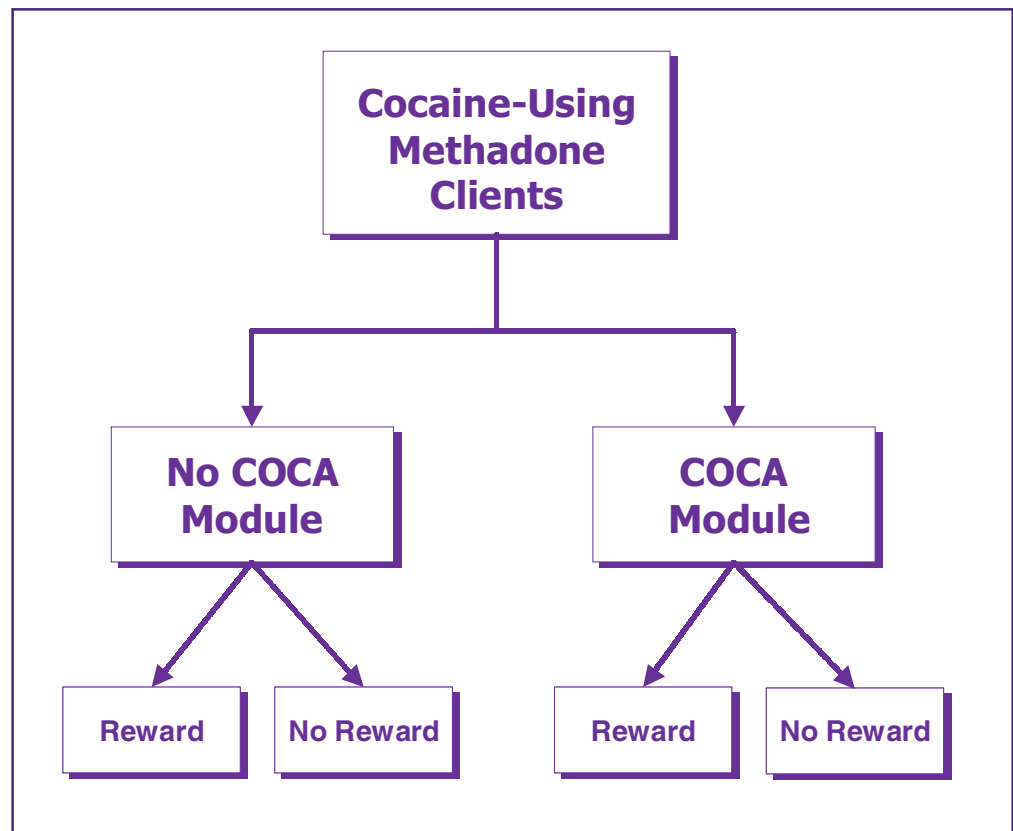 Cocaine-Using
Methadone
Clients
No COCA
Module
COCA
Module
Reward
No Reward
Reward
No Reward